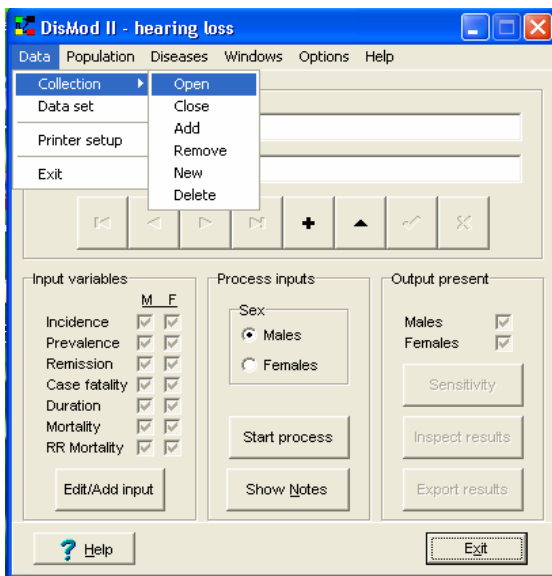 DisMod II - hearing loss
Data Population Diseases Windows Options Help
Collection
Data set
Printer setup
Exit
Open
Close
Add
Remove
New
Delete
Input variables
M F
Incidence
Prevalence
Remission
Case fatality
Duration
Mortality
RR Mortality
Edit/Add input
Process inputs
Sex
Males
Females
Start process
Show Notes
Output present
Males
Females
Sensitivity
Inspect results
Export results
Help
Exit